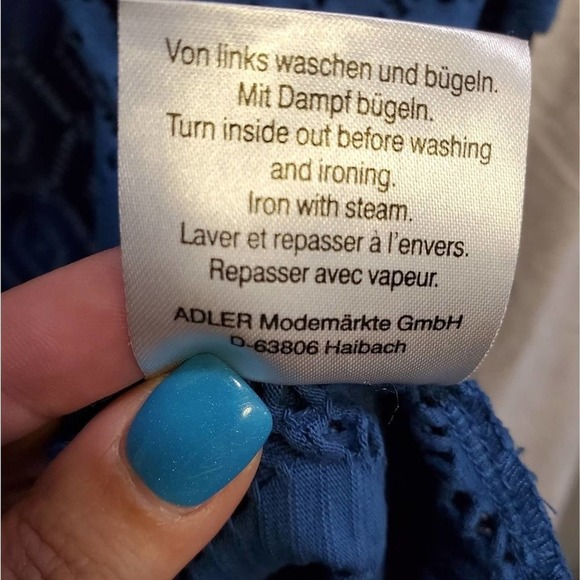 Von links waschen und bügeln.
Mit Dampf bügeln.
Turn inside out before washing
and ironing.
Iron with steam.
Laver et repasser à l'envers.
Repasser avec vapeur.
ADLER Modemärkte GmbH
D-63806 Haibach